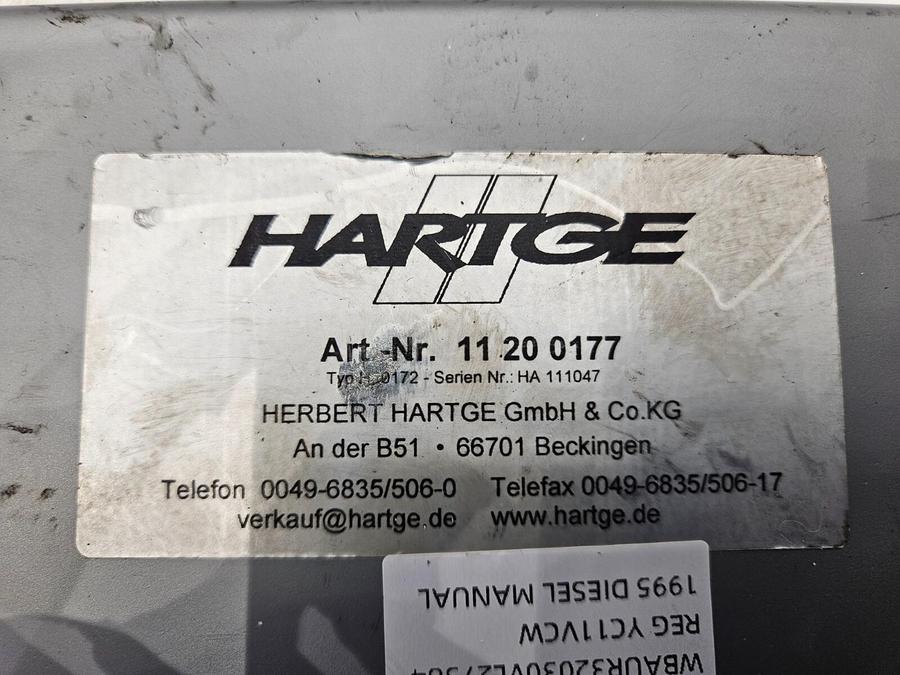 HARTGE
Art -Nr. 11 20 0177
0172 - Serien Nr.: HA 111047
HERBERT HARTGE GmbH & Co.KG
An der B51 • 66701 Beckingen
Telefon 0049-6835/506-0 Telefax 0049-6835/506-17
verkauf@hartge.de www.hartge.de
REG YC11VCW
1995 DIESEL MANUAL